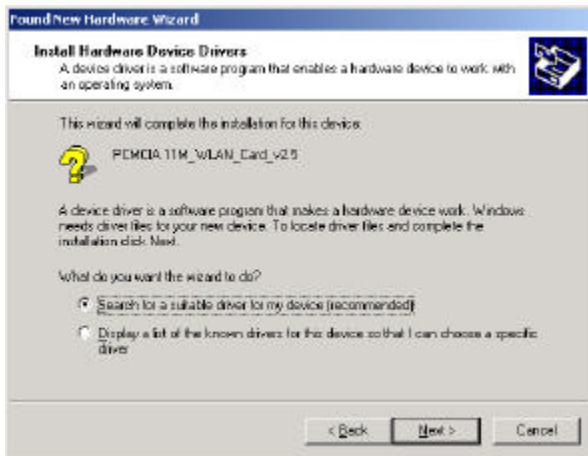 Found New Hardware Wizard
Install Hardware Device Drivers
A device driver is a software program that enables a hardware device to work with
an operating system.
This wizard will complete the installation for this device:
PCMCIA 11M_WLAN_Card_v2.5
A device driver is a software program that makes a hardware device work. Windows
needs driver files for your new device. To locate driver files and complete the
installation click Next.
What do you want the wizard to do?
Search for a suitable driver for my device (recommended)
Display a list of the known drivers for this device so that I can choose a specific
driver
< Back
Next >
Cancel